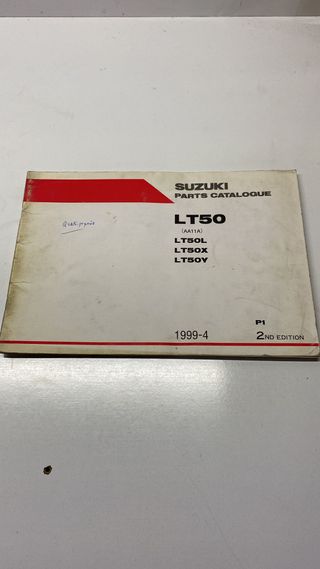 SUZUKI
PARTS CATALOGUE
LT50
(AA11A)
LT50L
LT50X
LT50Y
1999-4
P1
2ND EDITION